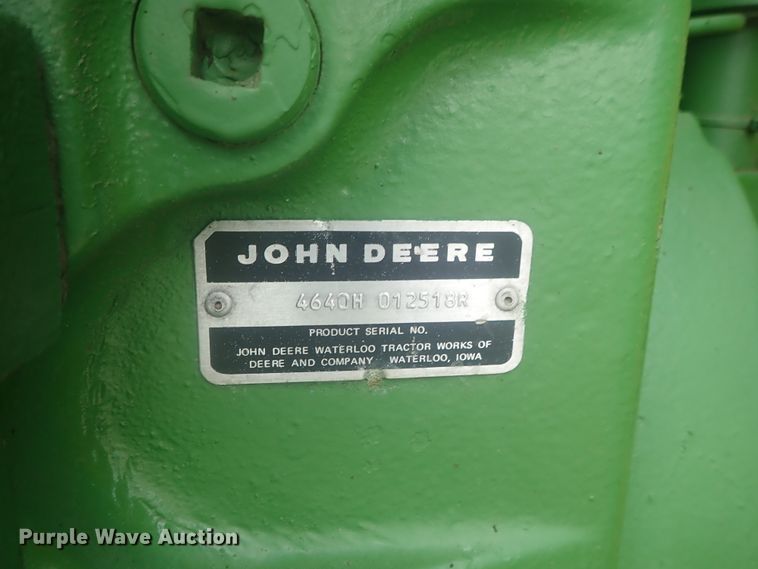 JOHN DEERE
4640H 012518R
PRODUCT SERIAL NO.
JOHN DEERE WATERLOO TRACTOR WORKS OF
DEERE AND COMPANY WATERLOO, IOWA
Purple Wave Auction